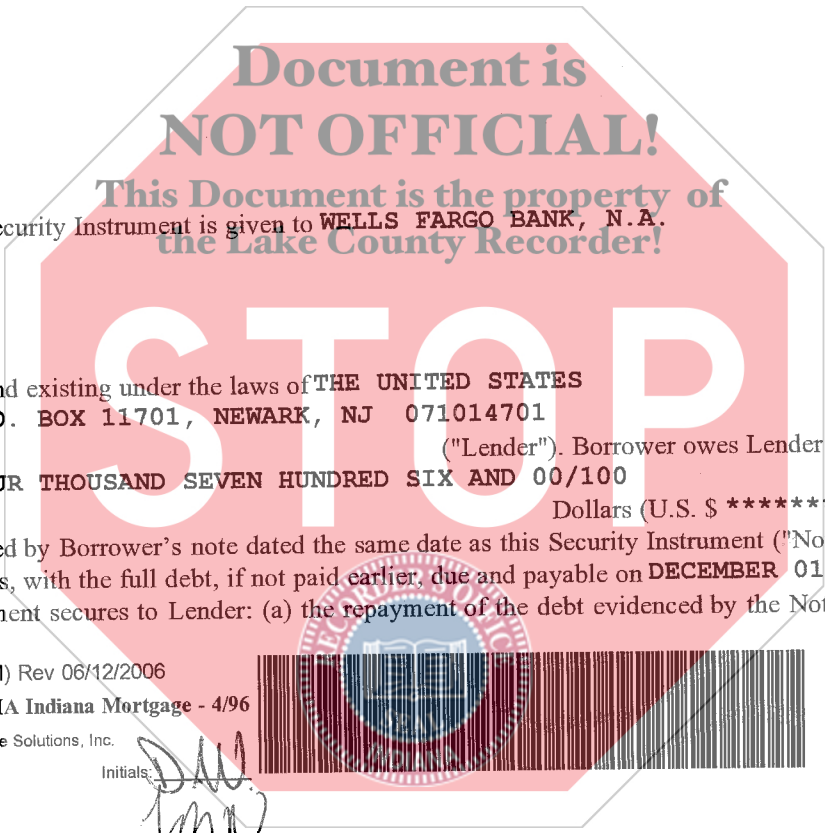 Document is
NOT OFFICIAL!
This Document is the property of
ecurity Instrument is given to WELLS FARGO BANK, N.A.
the Lake County Recorder!
STOP
nd existing under the laws of THE UNITED STATES
O. BOX 11701, NEWARK, NJ 071014701
("Lender"). Borrower owes Lender
UR THOUSAND SEVEN HUNDRED SIX AND 00/100
Dollars (U.S. $ *******
ed by Borrower's note dated the same date as this Security Instrument ("No
s, with the full debt, if not paid earlier, due and payable on DECEMBER 01
nent secures to Lender: (a) the repayment of the debt evidenced by the Not
RECORDER'S OFFICE
) Rev 06/12/2006
A Indiana Mortgage - 4/96
SEAL
e Solutions, Inc.
INDIANA
Initials: D.W.